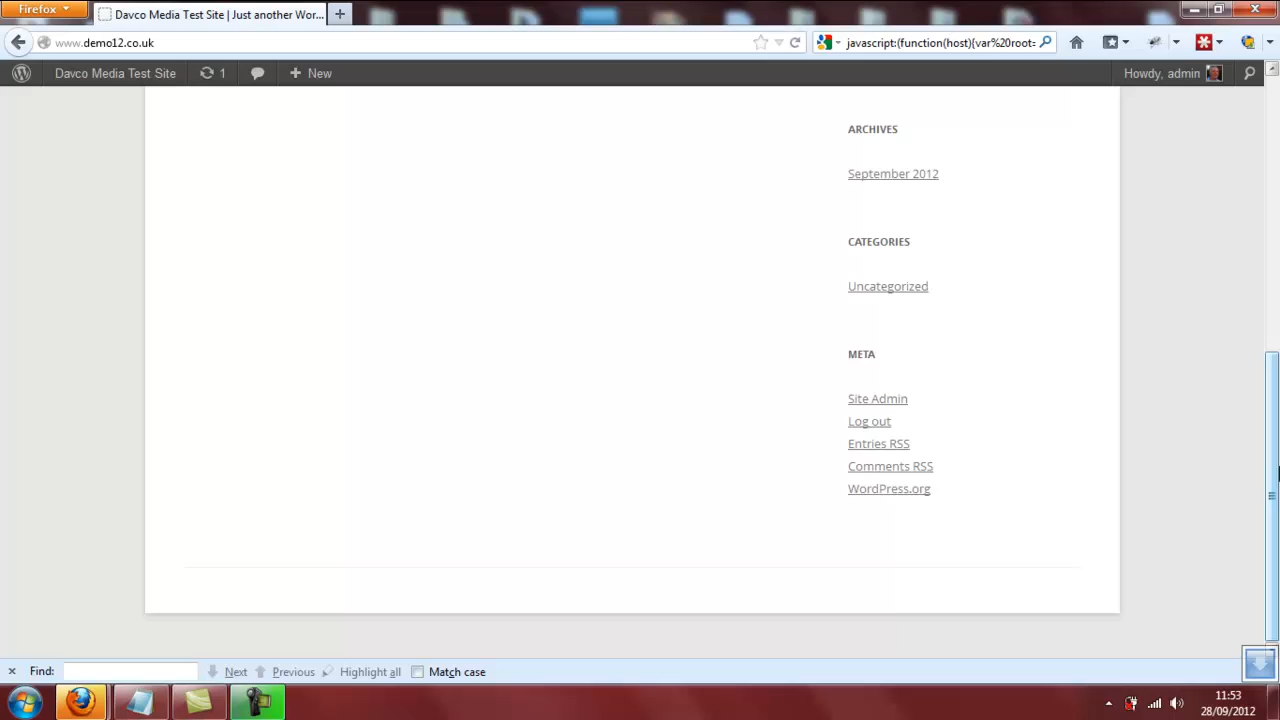 Firefox
Davco Media Test Site | Just another Wor...
www.demo12.co.uk
javascript:(function(host){var%20root=
Davco Media Test Site
1
New
Howdy, admin
ARCHIVES
September 2012
CATEGORIES
Uncategorized
META
Site Admin
Log out
Entries RSS
Comments RSS
WordPress.org
Find:
Next
Previous
Highlight all
Match case
11:53
28/09/2012